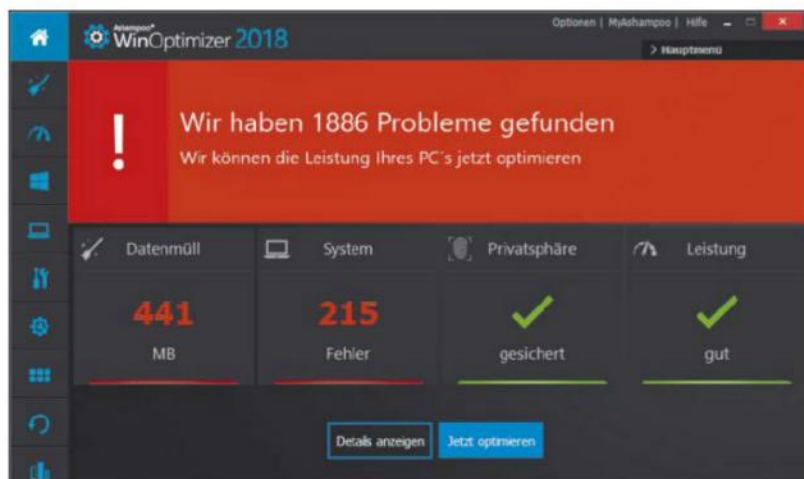 Ashampoo®
WinOptimizer 2018
Optionen | MyAshampoo | Hilfe
> Hauptmenü
!
Wir haben 1886 Probleme gefunden
Wir können die Leistung Ihres PC´s jetzt optimieren
Datenmüll
System
Privatsphäre
Leistung
441
215
MB
Fehler
gesichert
gut
Details anzeigen
Jetzt optimieren